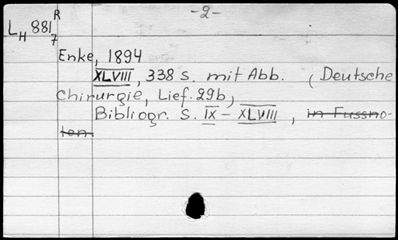 -2-
LH 881 R/7
Enke, 1894
XLVIII, 338 S. mit Abb. (Deutsche
Chirurgie, Lief. 29b)
Bibliogr. S. IX - XLVIII, in Fussno-
ten